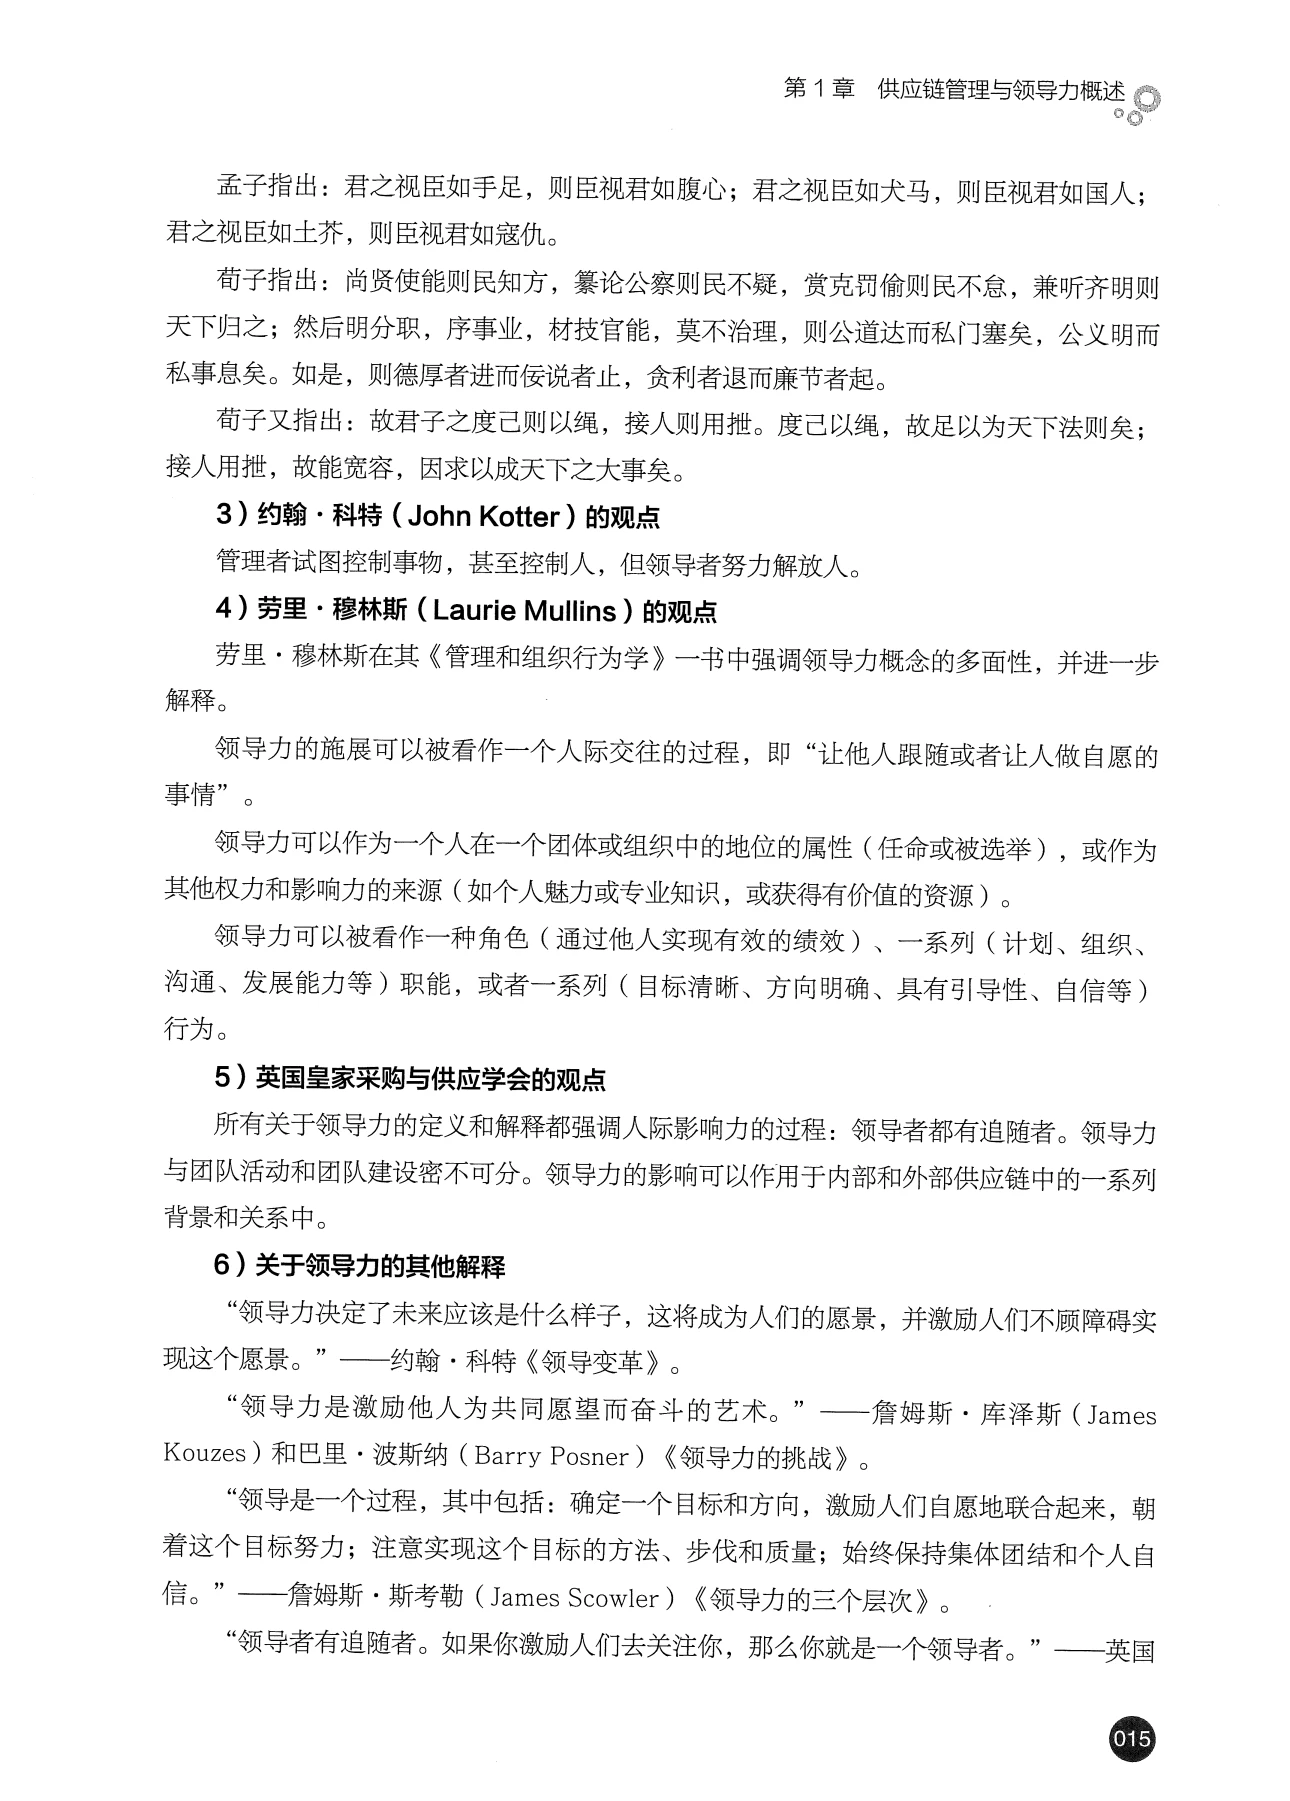 第 1 章　供应链管理与领导力概述
孟子指出：君之视臣如手足，则臣视君如腹心；君之视臣如犬马，则臣视君如国人；
君之视臣如土芥，则臣视君如寇仇。
荀子指出：尚贤使能则民知方，纂论公察则民不疑，赏克罚偷则民不怠，兼听齐明则
天下归之；然后明分职，序事业，材技官能，莫不治理，则公道达而私门塞矣，公义明而
私事息矣。如是，则德厚者进而佞说者止，贪利者退而廉节者起。
荀子又指出：故君子之度己则以绳，接人则用抴。度己以绳，故足以为天下法则矣；
接人用抴，故能宽容，因求以成天下之大事矣。
3）约翰·科特（John Kotter）的观点
管理者试图控制事物，甚至控制人，但领导者努力解放人。
4）劳里·穆林斯（Laurie Mullins）的观点
劳里·穆林斯在其《管理和组织行为学》一书中强调领导力概念的多面性，并进一步
解释。
领导力的施展可以被看作一个人际交往的过程，即“让他人跟随或者让人做自愿的
事情”。
领导力可以作为一个人在一个团体或组织中的地位的属性（任命或被选举），或作为
其他权力和影响力的来源（如个人魅力或专业知识，或获得有价值的资源）。
领导力可以被看作一种角色（通过他人实现有效的绩效）、一系列（计划、组织、
沟通、发展能力等）职能，或者一系列（目标清晰、方向明确、具有引导性、自信等）
行为。
5）英国皇家采购与供应学会的观点
所有关于领导力的定义和解释都强调人际影响力的过程：领导者都有追随者。领导力
与团队活动和团队建设密不可分。领导力的影响可以作用于内部和外部供应链中的一系列
背景和关系中。
6）关于领导力的其他解释
“领导力决定了未来应该是什么样子，这将成为人们的愿景，并激励人们不顾障碍实
现这个愿景。”——约翰·科特《领导变革》。
“领导力是激励他人为共同愿望而奋斗的艺术。”——詹姆斯·库泽斯（James
Kouzes）和巴里·波斯纳（Barry Posner）《领导力的挑战》。
“领导是一个过程，其中包括：确定一个目标和方向，激励人们自愿地联合起来，朝
着这个目标努力；注意实现这个目标的方法、步伐和质量；始终保持集体团结和个人自
信。”——詹姆斯·斯考勒（James Scowler）《领导力的三个层次》。
“领导者有追随者。如果你激励人们去关注你，那么你就是一个领导者。”——英国
015